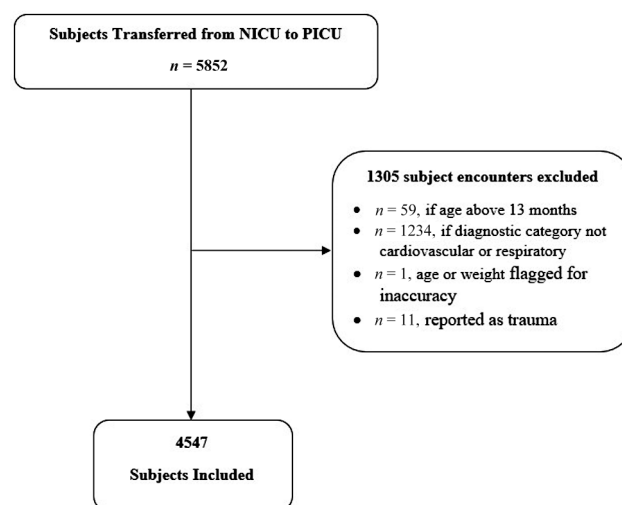 Subjects Transferred from NICU to PICU
n = 5852
1305 subject encounters excluded
• n = 59, if age above 13 months
• n = 1234, if diagnostic category not
cardiovascular or respiratory
• n = 1, age or weight flagged for
inaccuracy
• n = 11, reported as trauma
4547
Subjects Included